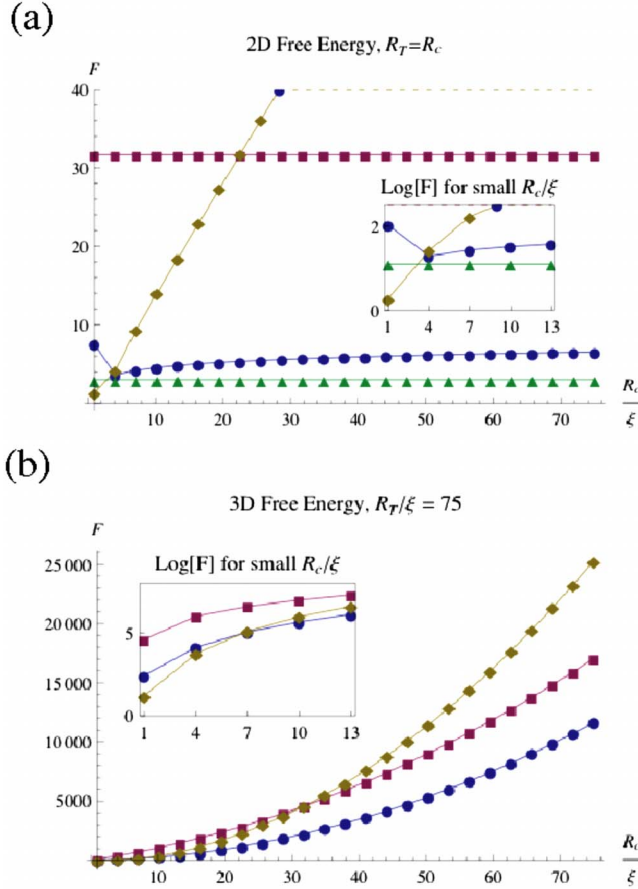 (a)
2D Free Energy, R_T=R_c
F
40
30
20
10
Log[F] for small R_c/ξ
2
0
1 4 7 10 13
10 20 30 40 50 60 70
R_c
ξ
(b)
3D Free Energy, R_T/ξ = 75
F
25 000
20 000
15 000
10 000
5000
Log[F] for small R_c/ξ
5
0
1 4 7 10 13
10 20 30 40 50 60 70
R_c
ξ